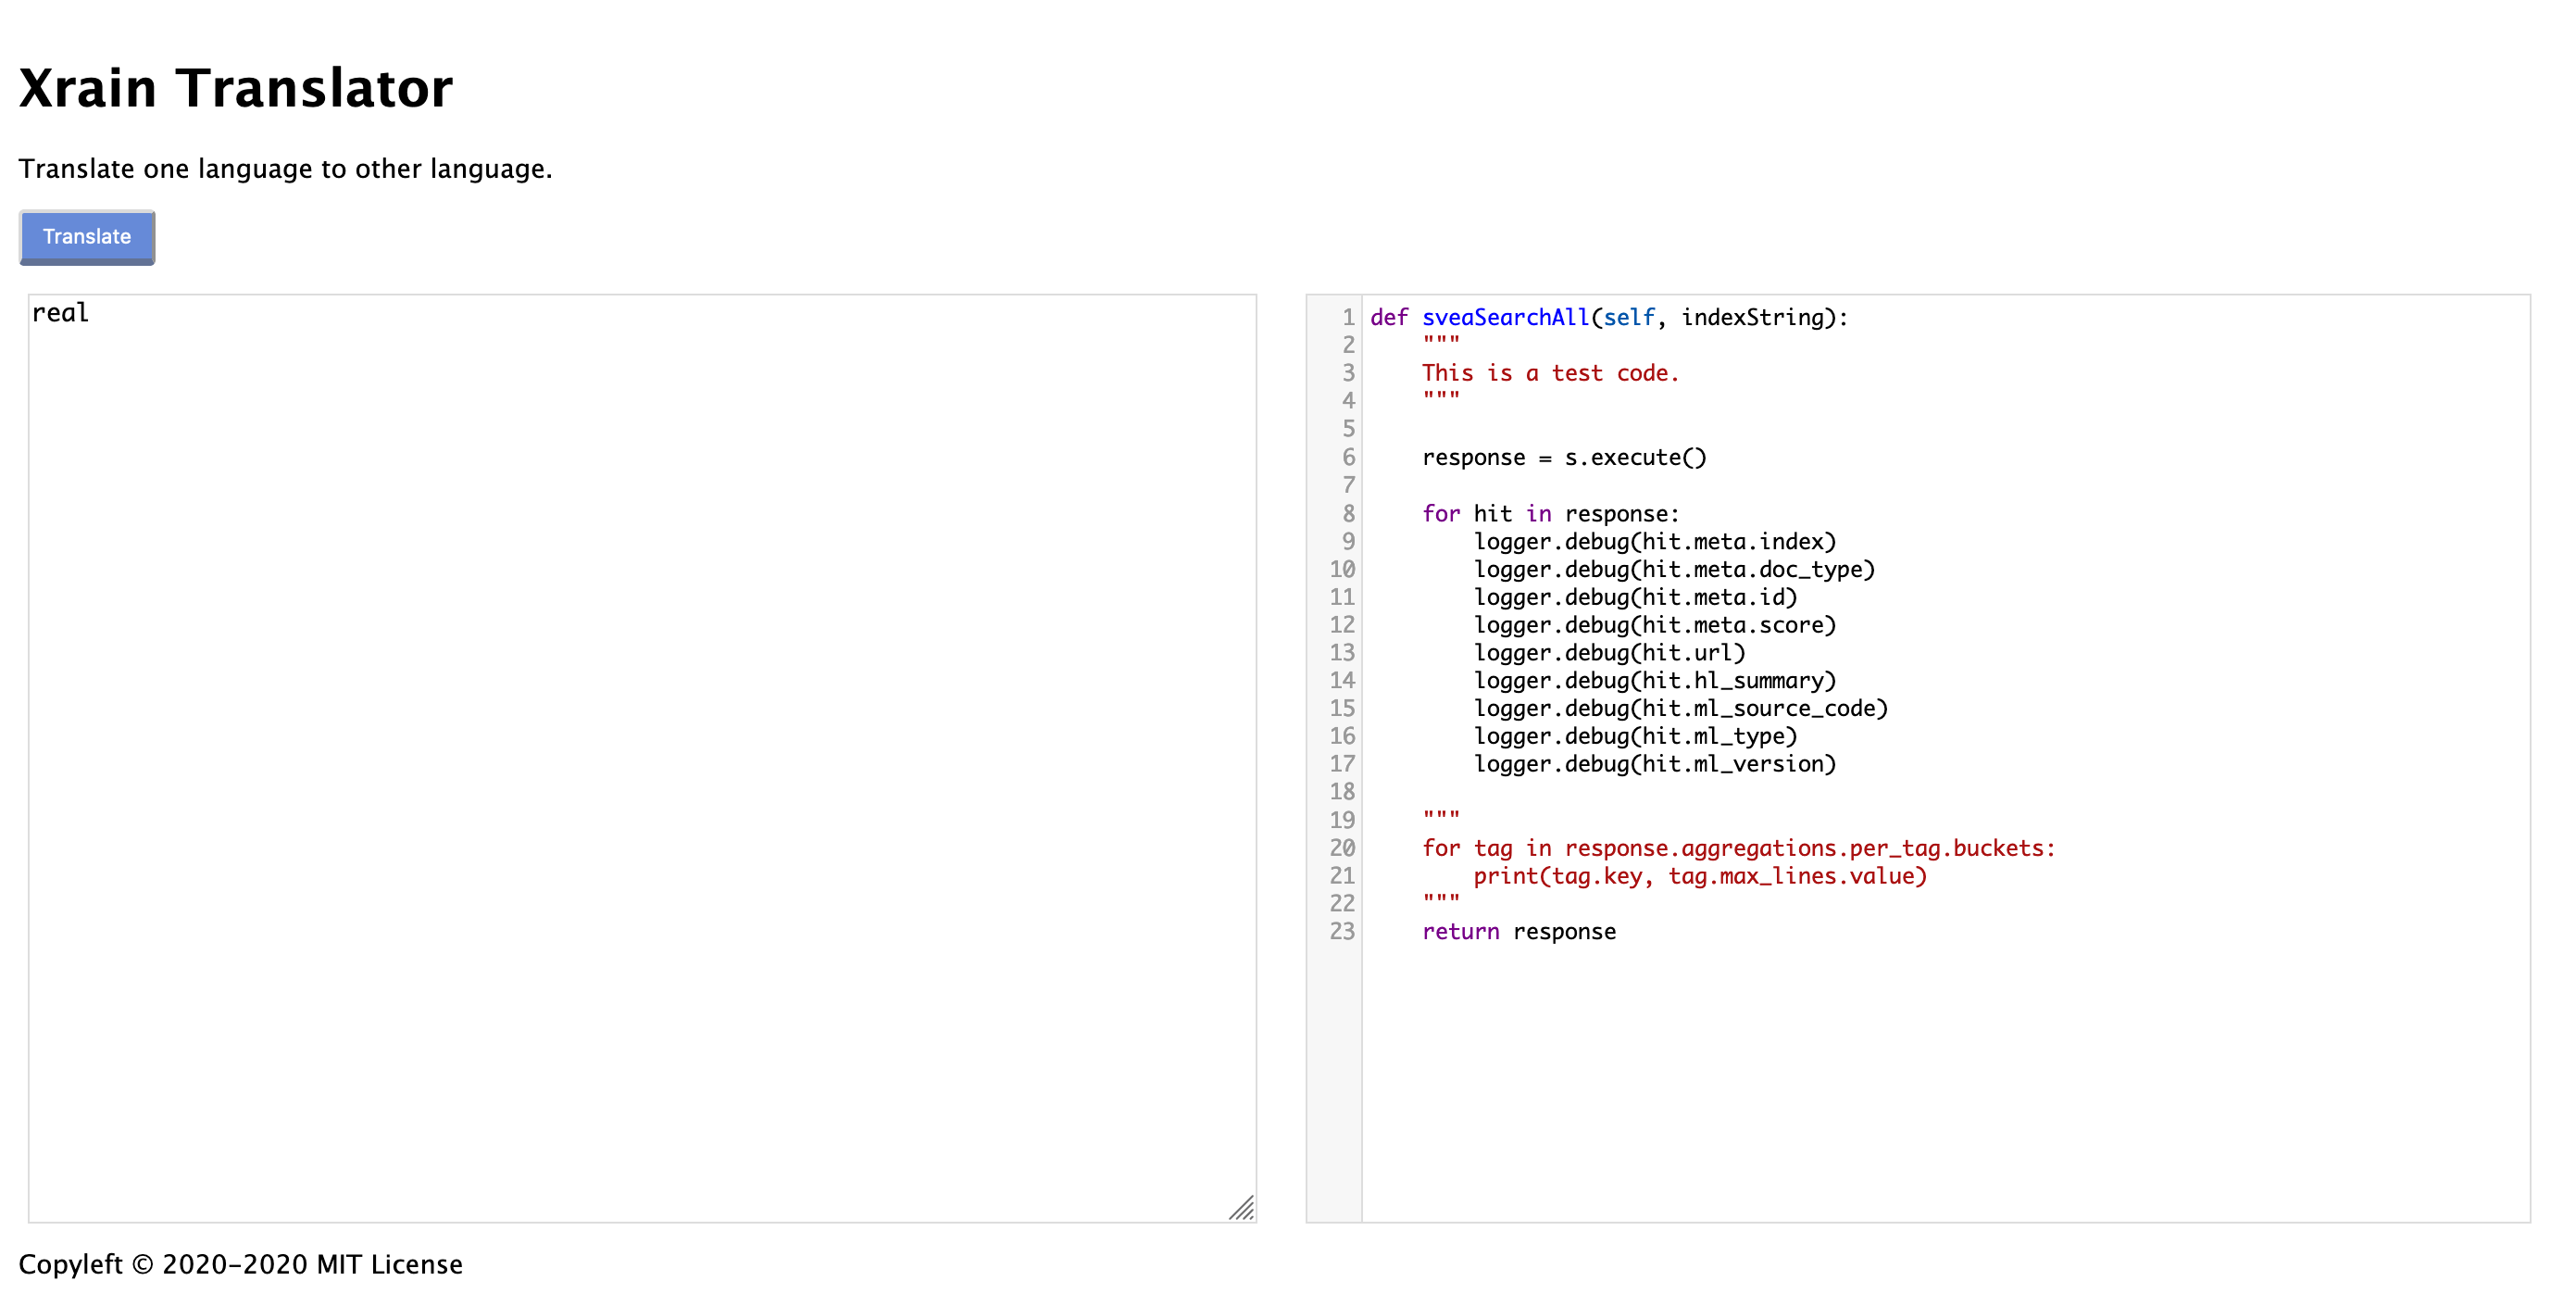 Xrain Translator
Translate one language to other language.
Translate
real
1 def sveaSearchAll(self, indexString):
2     """
3     This is a test code.
4     """
5
6     response = s.execute()
7
8     for hit in response:
9         logger.debug(hit.meta.index)
10         logger.debug(hit.meta.doc_type)
11         logger.debug(hit.meta.id)
12         logger.debug(hit.meta.score)
13         logger.debug(hit.url)
14         logger.debug(hit.hl_summary)
15         logger.debug(hit.ml_source_code)
16         logger.debug(hit.ml_type)
17         logger.debug(hit.ml_version)
18
19     """
20     for tag in response.aggregations.per_tag.buckets:
21         print(tag.key, tag.max_lines.value)
22     """
23     return response
Copyleft © 2020-2020 MIT License